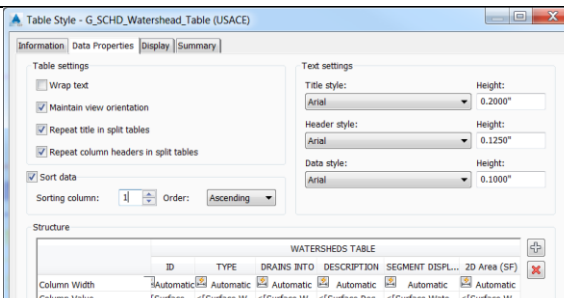 Table Style - G_SCHD_Watershead_Table (USACE)
Information Data Properties Display Summary
Table settings
Wrap text
Maintain view orientation
Repeat title in split tables
Repeat column headers in split tables
Sort data
Sorting column: 1 Order: Ascending
Text settings
Title style: Height:
Arial 0.2000"
Header style: Height:
Arial 0.1250"
Data style: Height:
Arial 0.1000"
Structure
WATERSHEDS TABLE
ID TYPE DRAINS INTO DESCRIPTION SEGMENT DISPL... 2D Area (SF)
Column Width Automatic Automatic Automatic Automatic Automatic Automatic